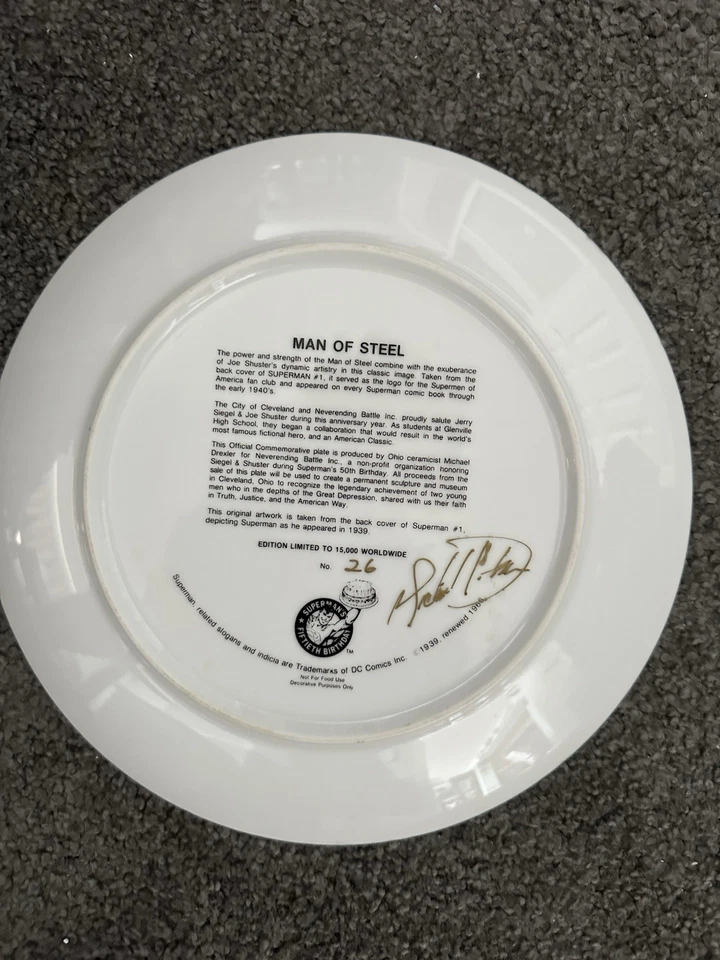 MAN OF STEEL
The power and strength of the Man of Steel combine with the exuberance
of Joe Shuster's dynamic artistry in this classic image. Taken from the
back cover of SUPERMAN #1, it served as the logo for the Supermen of
America fan club and appeared on every Superman comic book through
the early 1940's.
The City of Cleveland and Neverending Battle Inc. proudly salute Jerry
Siegel & Joe Shuster during this anniversary year. As students at Glenville
High School, they began a collaboration that would result in the world's
most famous fictional hero, and an American Classic.
This Official Commemorative plate is produced by Ohio ceramicist Michael
Drexler for Neverending Battle Inc., a non-profit organization honoring
Siegel & Shuster during Superman's 50th Birthday. All proceeds from the
sale of this plate will be used to create a permanent sculpture and museum
in Cleveland, Ohio to recognize the legendary achievement of two young
men who in the depths of the Great Depression, shared with us their faith
in Truth, Justice, and the American Way.
This original artwork is taken from the back cover of Superman #1,
depicting Superman as he appeared in 1939.
EDITION LIMITED TO 15,000 WORLDWIDE
No. 26
SUPERMAN'S
FIFTIETH BIRTHDAY
TM
Superman, related slogans and indicia are Trademarks of DC Comics Inc. ©1939, renewed
Not For Food Use
Decorative Purposes Only